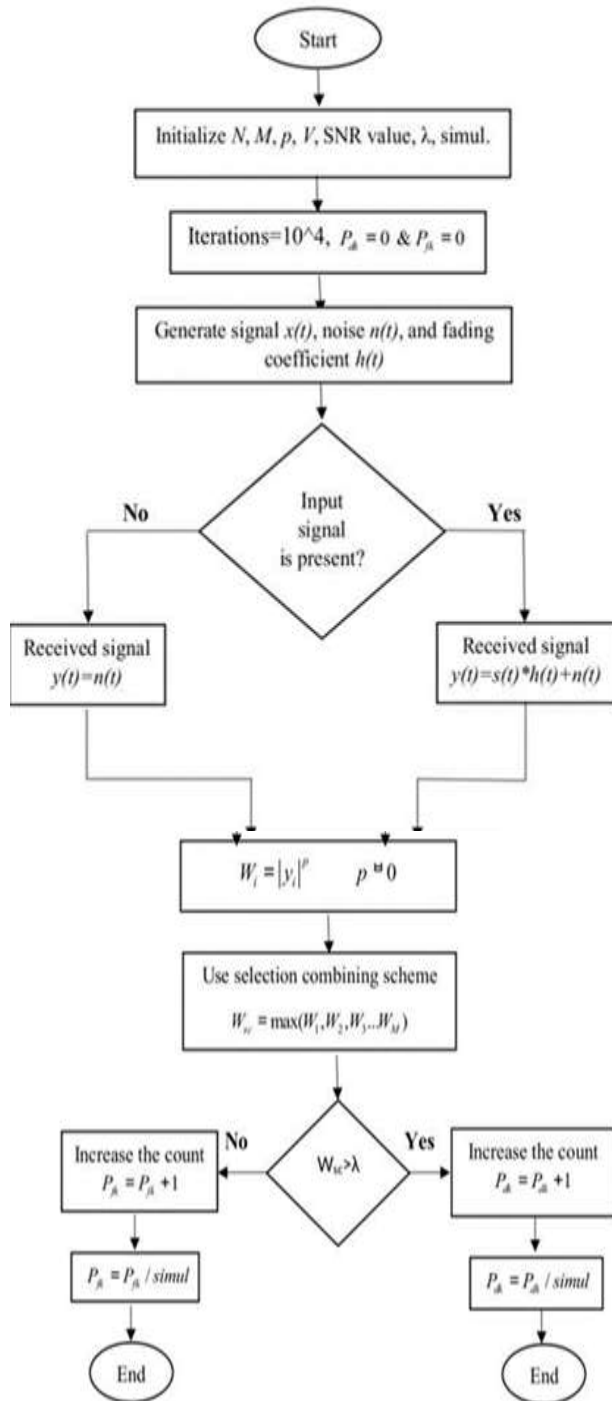 Start
Initialize N, M, p, V, SNR value, λ, simul.
Iterations=10^4, P_dk = 0 & P_fk = 0
Generate signal x(t), noise n(t), and fading
coefficient h(t)
Input
signal
is present?
No
Yes
Received signal
y(t)=n(t)
Received signal
y(t)=s(t)*h(t)+n(t)
W_i = |y_i|^p p 0
Use selection combining scheme
W_sc = max(W_1,W_2,W_3...W_M)
W_sc>λ
No
Yes
Increase the count
P_fk = P_fk +1
Increase the count
P_dk = P_dk +1
P_fk = P_fk / simul
P_dk = P_dk / simul
End
End